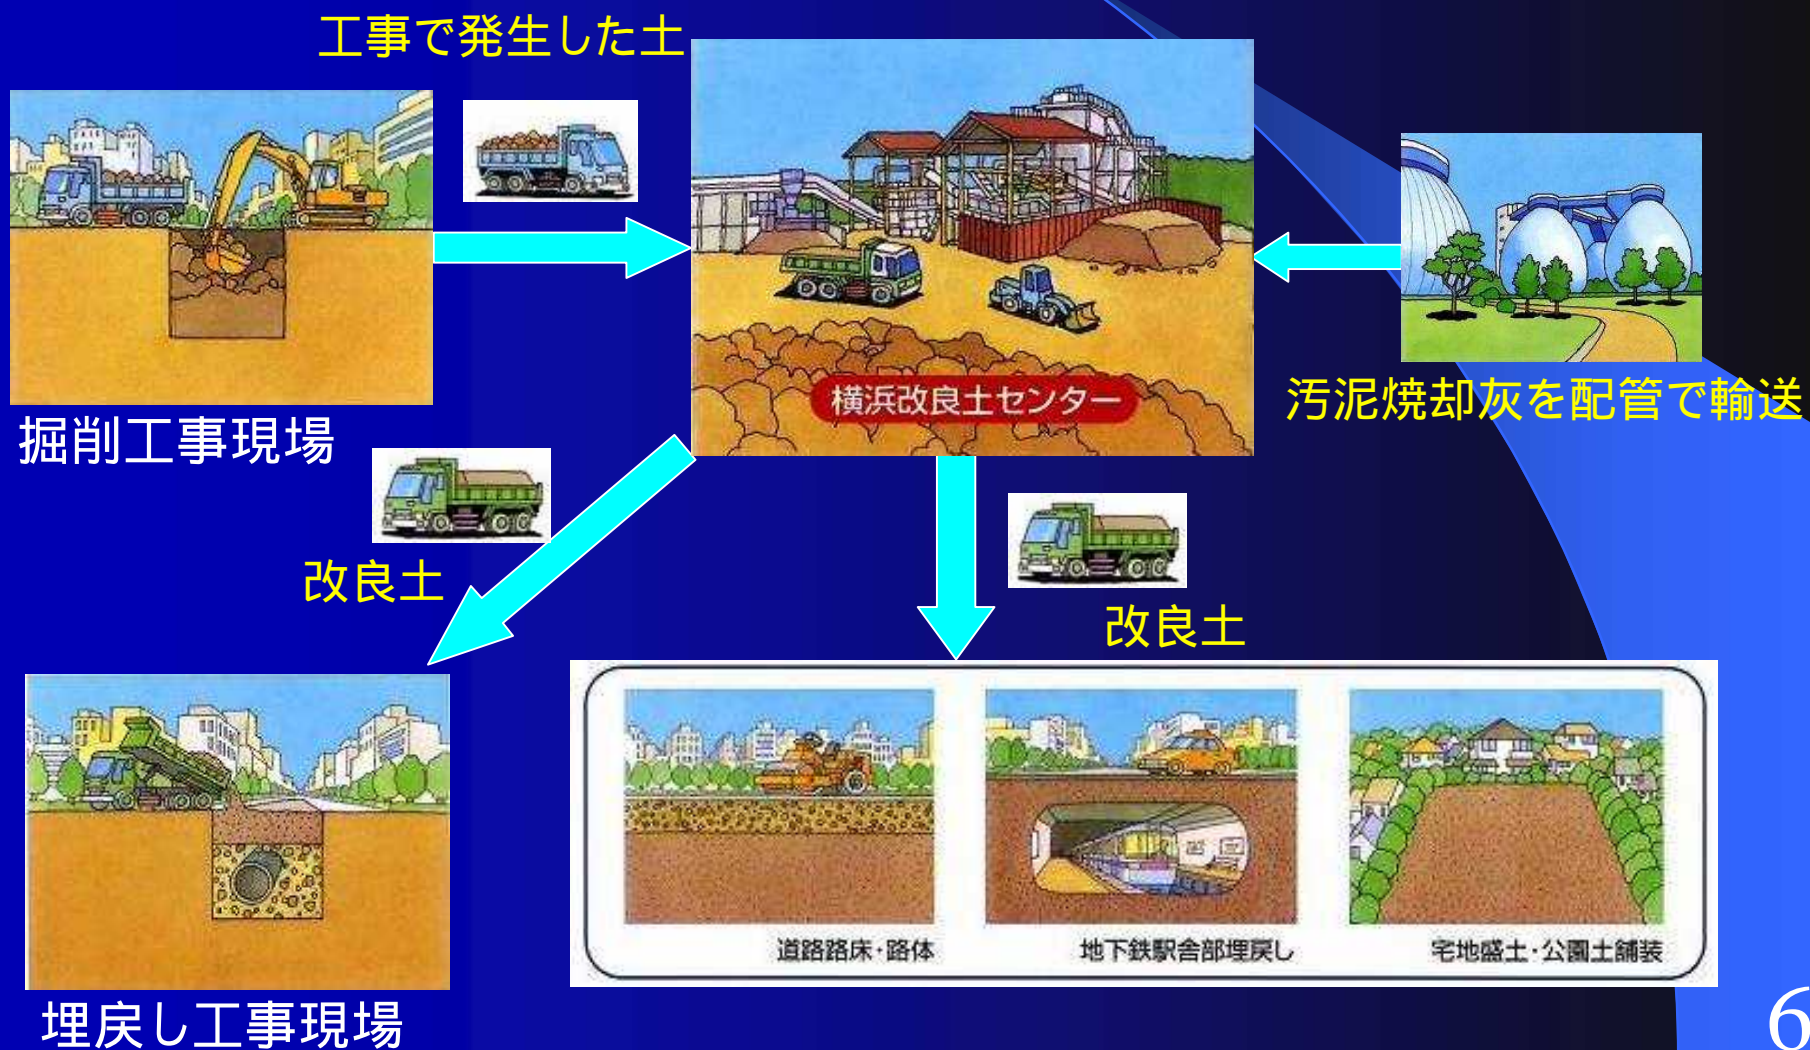 工事で発生した土
横浜改良土センター
汚泥焼却灰を配管で輸送
掘削工事現場
改良土
改良土
道路路床・路体
地下鉄駅舎部埋戻し
宅地盛土・公園土舗装
埋戻し工事現場
6